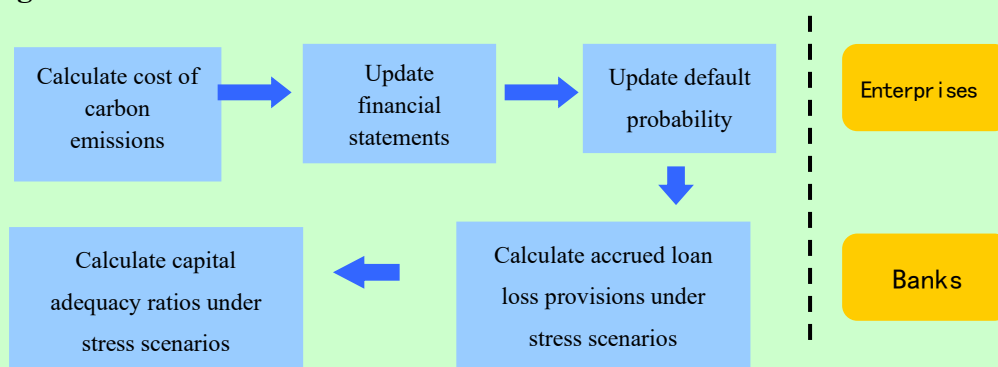 Calculate cost of
carbon
emissions
Update
financial
statements
Update default
probability
Enterprises
Calculate capital
adequacy ratios under
stress scenarios
Calculate accrued loan
loss provisions under
stress scenarios
Banks